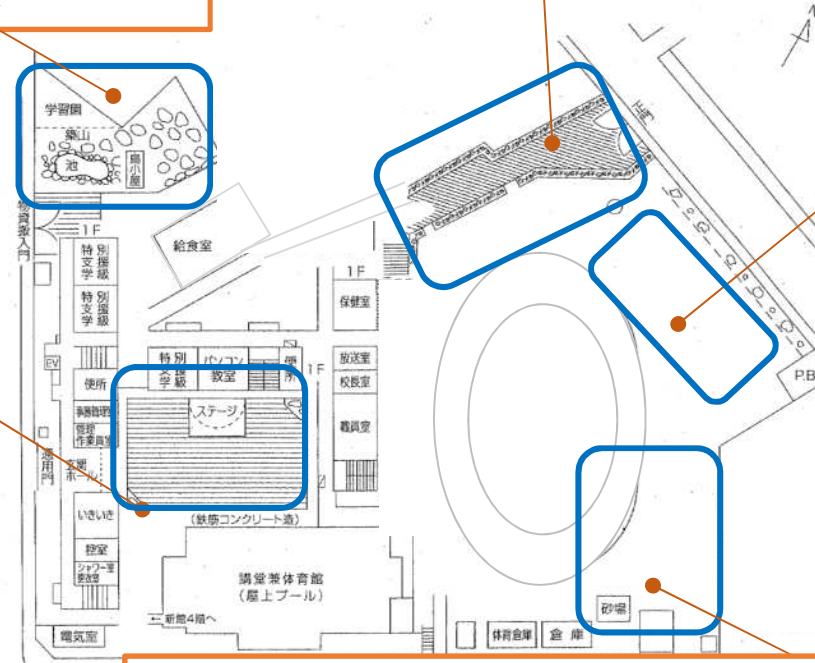 正門
学習園
築山
池
鳥小屋
物資搬入門
1F
特別
支援
学級
特別
支援
学級
給食室
1F
保健室
EV
便所
特別
支援
学級
パソコン
教室
便所
1F
放送室
校長室
職員室
P.B
ステージ
管理
作業員室
通用門
玄関
ホール
いきいき
控室
シャワー室
更衣室
電気室
(鉄筋コンクリート造)
講堂兼体育館
(屋上プール)
← 新館4階へ
砂場
体育倉庫
倉庫